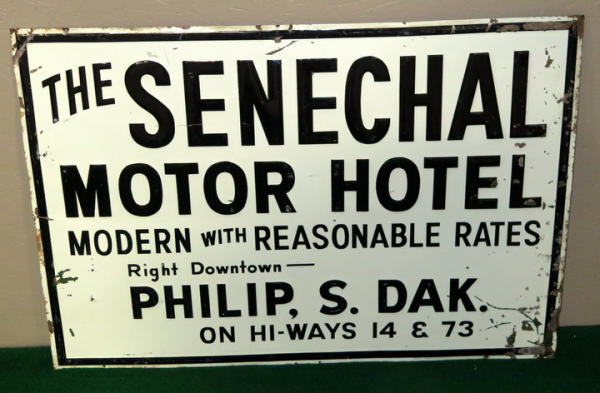 THE SENECHAL
MOTOR HOTEL
MODERN WITH REASONABLE RATES
Right Downtown —
PHILIP, S. DAK.
ON HI-WAYS 14 & 73